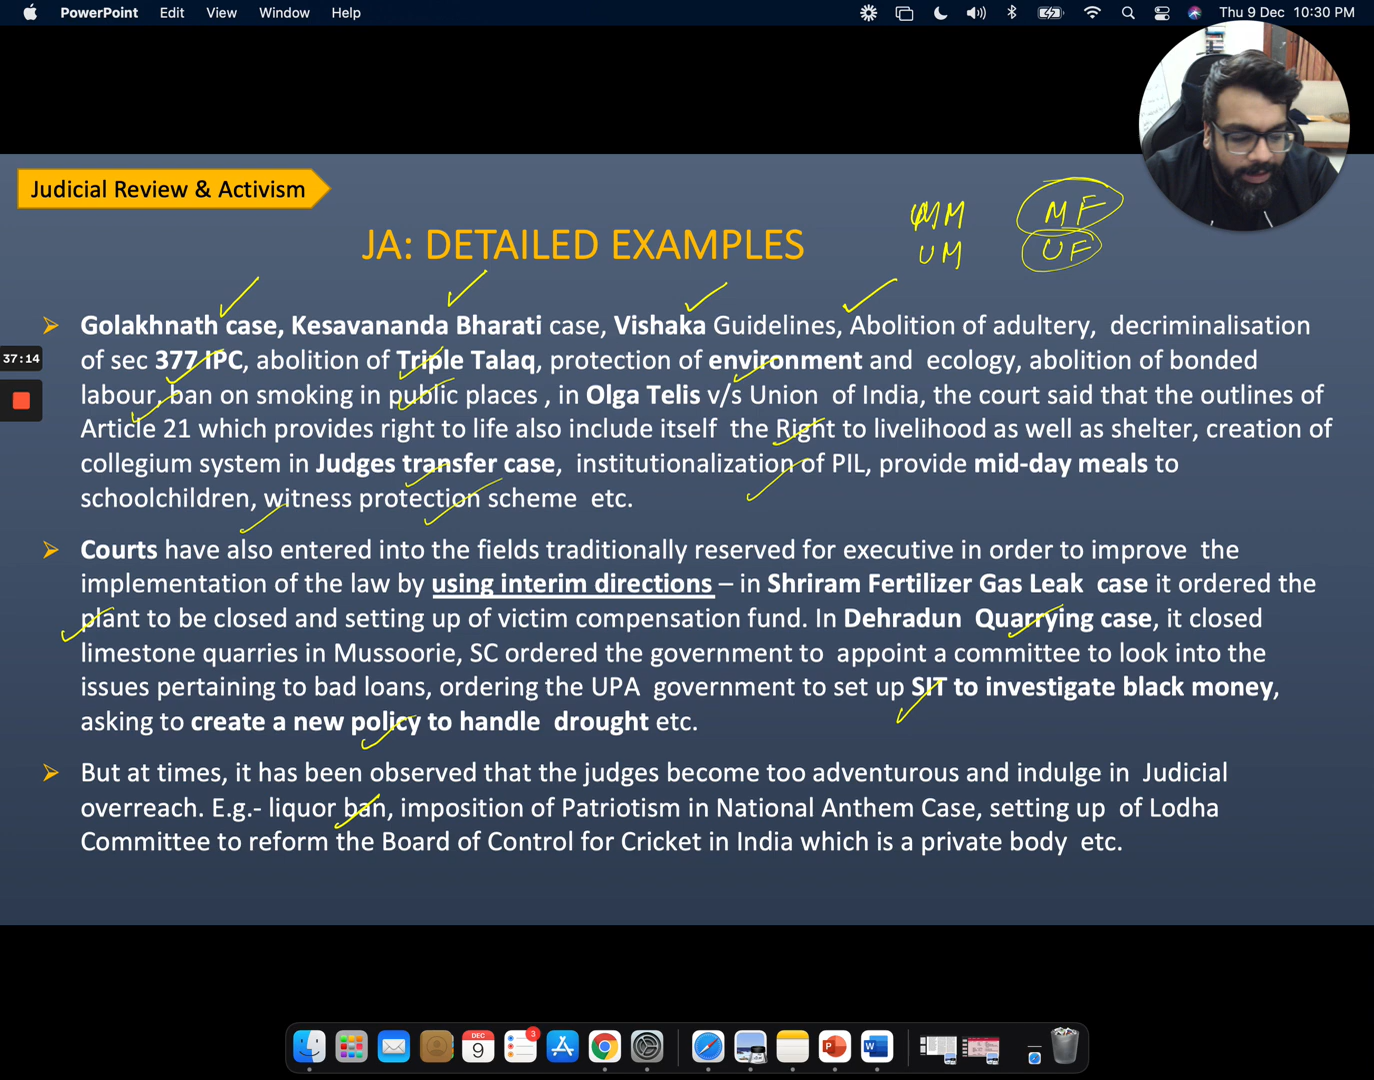 PowerPoint Edit View Window Help Thu 9 Dec 10:30 PM
Judicial Review & Activism
MM MF
UM UF
JA: DETAILED EXAMPLES
➢ Golakhnath case, Kesavananda Bharati case, Vishaka Guidelines, Abolition of adultery, decriminalisation
37:14
of sec 377 IPC, abolition of Triple Talaq, protection of environment and ecology, abolition of bonded
labour, ban on smoking in public places , in Olga Telis v/s Union of India, the court said that the outlines of
Article 21 which provides right to life also include itself the Right to livelihood as well as shelter, creation of
collegium system in Judges transfer case, institutionalization of PIL, provide mid-day meals to
schoolchildren, witness protection scheme etc.
➢ Courts have also entered into the fields traditionally reserved for executive in order to improve the
implementation of the law by using interim directions – in Shriram Fertilizer Gas Leak case it ordered the
plant to be closed and setting up of victim compensation fund. In Dehradun Quarrying case, it closed
limestone quarries in Mussoorie, SC ordered the government to appoint a committee to look into the
issues pertaining to bad loans, ordering the UPA government to set up SIT to investigate black money,
asking to create a new policy to handle drought etc.
➢ But at times, it has been observed that the judges become too adventurous and indulge in Judicial
overreach. E.g.- liquor ban, imposition of Patriotism in National Anthem Case, setting up of Lodha
Committee to reform the Board of Control for Cricket in India which is a private body etc.
DEC
9
3